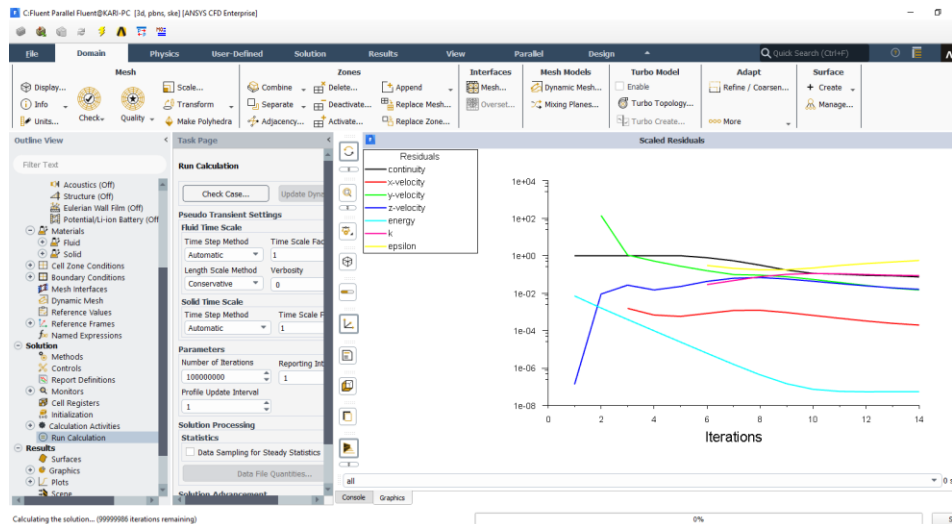 C:Fluent Parallel Fluent@KARI-PC [3d, pbns, ske] [ANSYS CFD Enterprise]
File Domain Physics User-Defined Solution Results View Parallel Design
Quick Search (Ctrl+F)
Mesh
Display...
Info
Units...
Check
Quality
Scale...
Transform
Make Polyhedra
Zones
Combine
Separate
Adjacency...
Delete...
Deactivate...
Activate...
Append
Replace Mesh...
Replace Zone...
Interfaces
Mesh...
Overset...
Mesh Models
Dynamic Mesh...
Mixing Planes...
Turbo Model
Enable
Turbo Topology...
Turbo Create...
Adapt
Refine / Coarsen...
More
Surface
+ Create
Manage...
Outline View
Filter Text
Acoustics (Off)
Structure (Off)
Eulerian Wall Film (Off)
Potential/Li-ion Battery (Off
Materials
Fluid
Solid
Cell Zone Conditions
Boundary Conditions
Mesh Interfaces
Dynamic Mesh
Reference Values
Reference Frames
Named Expressions
Solution
Methods
Controls
Report Definitions
Monitors
Cell Registers
Initialization
Calculation Activities
Run Calculation
Results
Surfaces
Graphics
Plots
Scene
Task Page
Run Calculation
Check Case...
Update Dyna
Pseudo Transient Settings
Fluid Time Scale
Time Step Method Time Scale Fac
Automatic 1
Length Scale Method Verbosity
Conservative 0
Solid Time Scale
Time Step Method Time Scale F
Automatic 1
Parameters
Number of Iterations Reporting Int
100000000 1
Profile Update Interval
1
Solution Processing
Statistics
Data Sampling for Steady Statistics
Data File Quantities...
Solution Advancement
Scaled Residuals
Residuals
continuity
x-velocity
y-velocity
z-velocity
energy
k
epsilon
1e+04
1e+02
1e+00
1e-02
1e-04
1e-06
1e-08
0 2 4 6 8 10 12 14
Iterations
all
0 s
Console Graphics
Calculating the solution... (99999986 iterations remaining)
0%